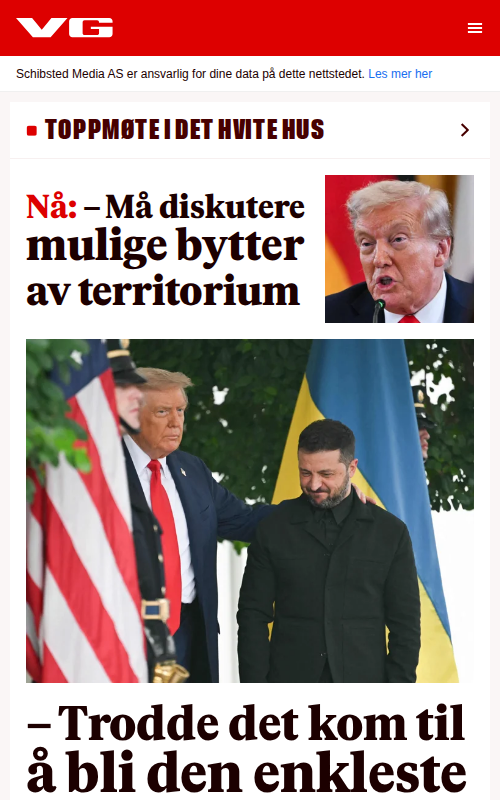 VG
Schibsted Media AS er ansvarlig for dine data på dette nettstedet. Les mer her
TOPPMØTE I DET HVITE HUS
Nå: – Må diskutere
mulige bytter
av territorium
– Trodde det kom til
å bli den enkleste